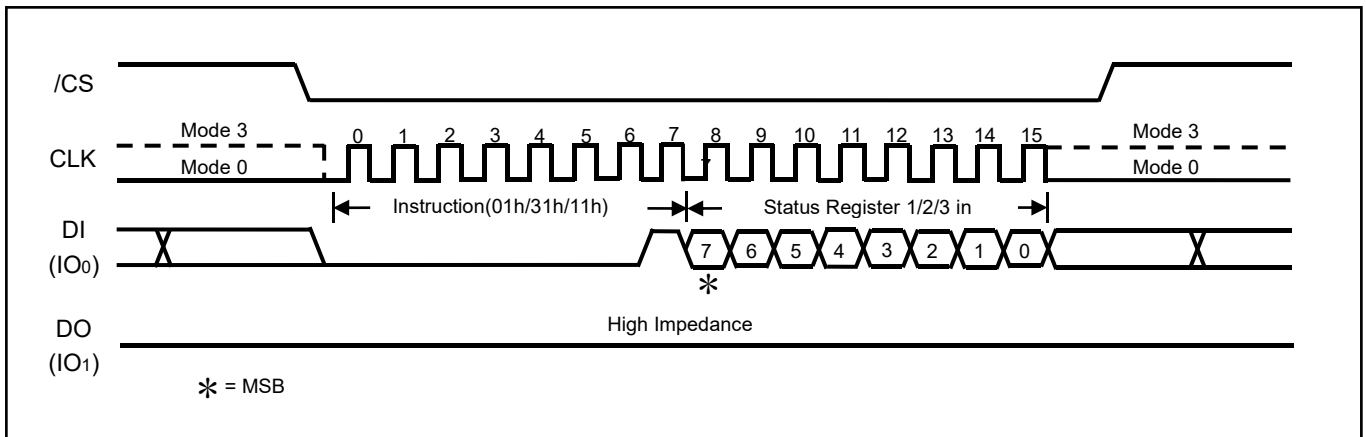 /CS
Mode 3
0 1 2 3 4 5 6 7 8 9 10 11 12 13 14 15
Mode 3
CLK
7
Mode 0
Mode 0
Instruction(01h/31h/11h)
Status Register 1/2/3 in
DI
(IO0)
7 6 5 4 3 2 1 0
*
High Impedance
DO
(IO1)
* = MSB